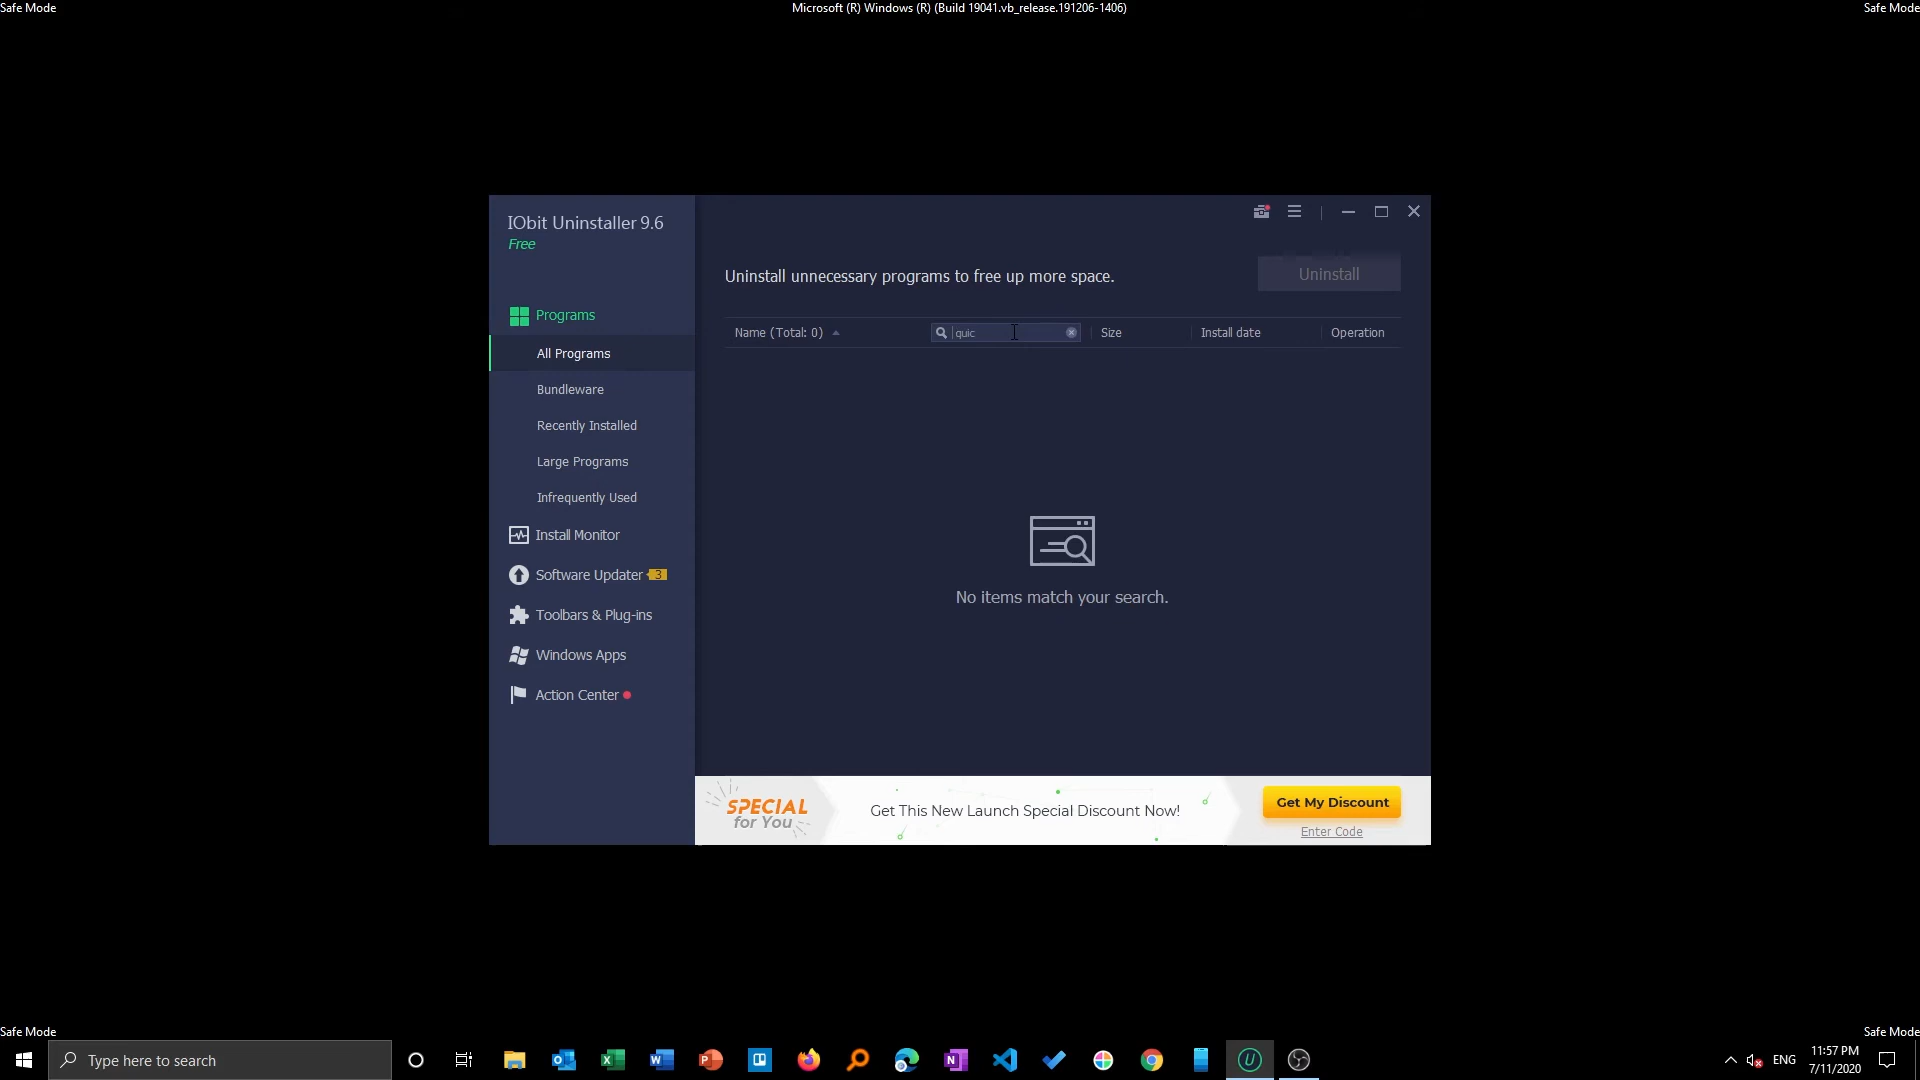 Safe Mode
Microsoft (R) Windows (R) (Build 19041.vb_release.191206-1406)
Safe Mode
IObit Uninstaller 9.6
Free
Uninstall unnecessary programs to free up more space.
Uninstall
Programs
Name (Total: 0)
quic
Size
Install date
Operation
All Programs
Bundleware
Recently Installed
Large Programs
Infrequently Used
Install Monitor
Software Updater 3
Toolbars & Plug-ins
Windows Apps
Action Center
No items match your search.
SPECIAL
for You
Get This New Launch Special Discount Now!
Get My Discount
Enter Code
Safe Mode
Safe Mode
Type here to search
ENG
11:57 PM
7/11/2020